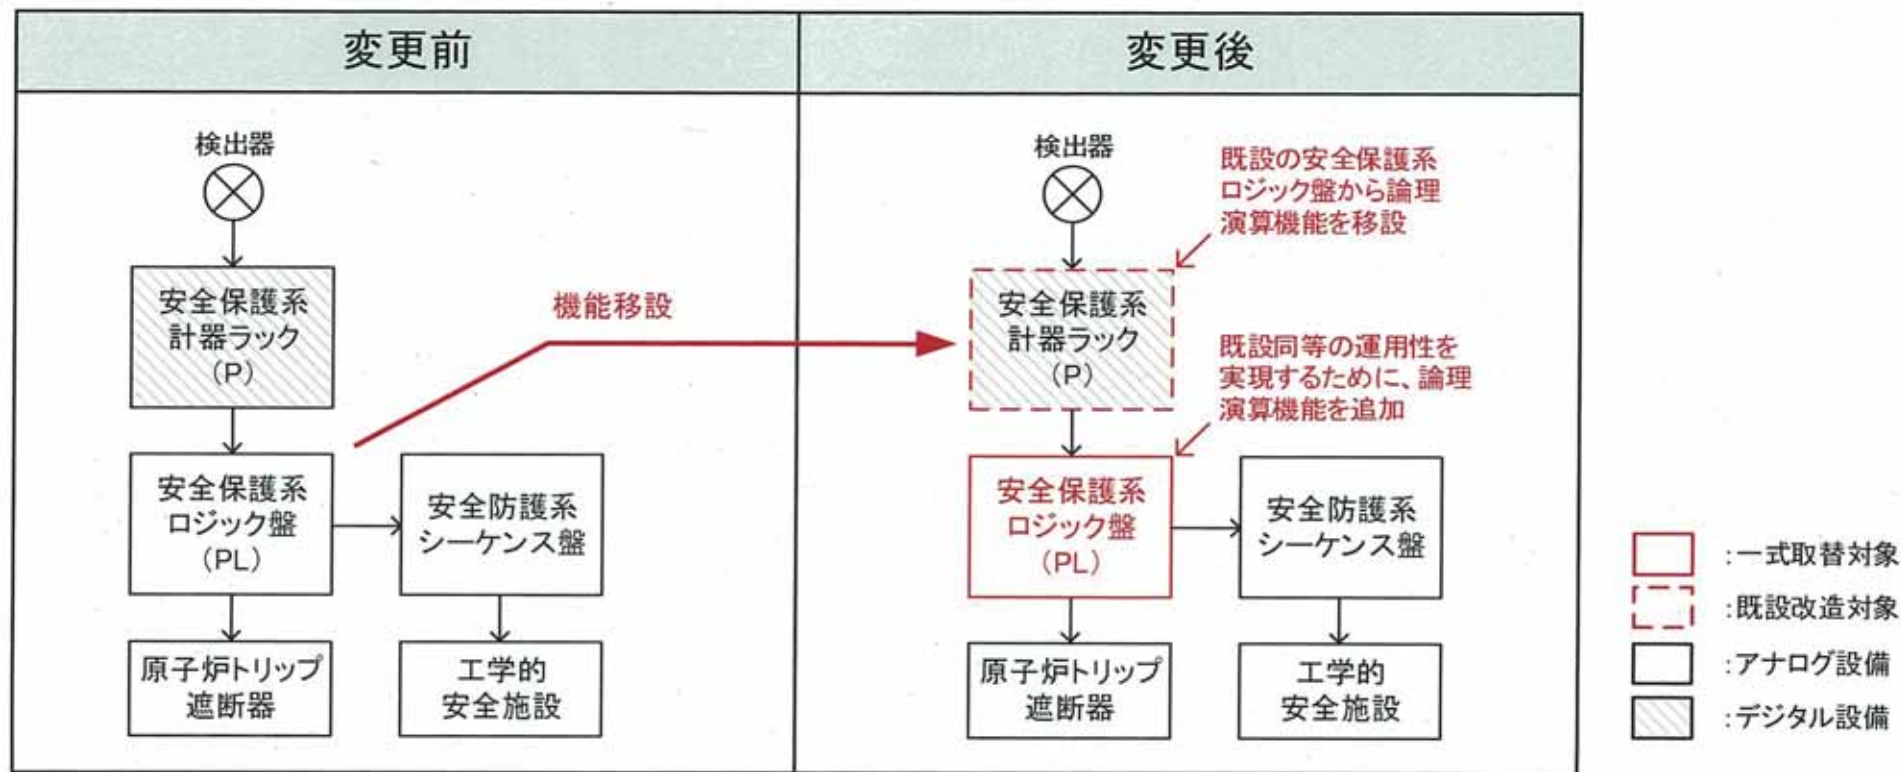 変更前
検出器
安全保護系
計器ラック
(P)
機能移設
安全保護系
ロジック盤
(PL)
安全防護系
シーケンス盤
原子炉トリップ
遮断器
工学的
安全施設
変更後
検出器
既設の安全保護系
ロジック盤から論理
演算機能を移設
安全保護系
計器ラック
(P)
既設同等の運用性を
実現するために、論理
演算機能を追加
安全保護系
ロジック盤
(PL)
安全防護系
シーケンス盤
原子炉トリップ
遮断器
工学的
安全施設
:一式取替対象
:既設改造対象
:アナログ設備
:デジタル設備